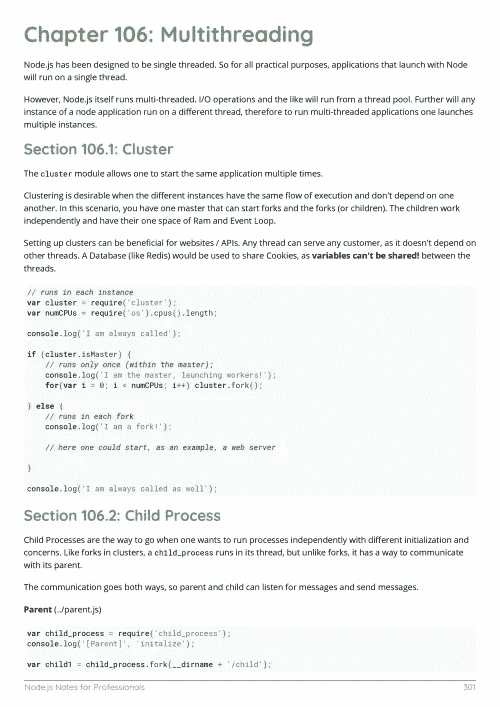 Chapter 106: Multithreading
Node.js has been designed to be single threaded. So for all practical purposes, applications that launch with Node
will run on a single thread.
However, Node.js itself runs multi-threaded. I/O operations and the like will run from a thread pool. Further will any
instance of a node application run on a different thread, therefore to run multi-threaded applications one launches
multiple instances.
Section 106.1: Cluster
The cluster module allows one to start the same application multiple times.
Clustering is desirable when the different instances have the same flow of execution and don't depend on one
another. In this scenario, you have one master that can start forks and the forks (or children). The children work
independently and have their one space of Ram and Event Loop.
Setting up clusters can be beneficial for websites / APIs. Any thread can serve any customer, as it doesn't depend on
other threads. A Database (like Redis) would be used to share Cookies, as variables can't be shared! between the
threads.
// runs in each instance
var cluster = require('cluster');
var numCPUs = require('os').cpus().length;
console.log('I am always called');
if (cluster.isMaster) {
// runs only once (within the master);
console.log('I am the master, launching workers!');
for(var i = 0; i < numCPUs; i++) cluster.fork();
} else {
// runs in each fork
console.log('I am a fork!');
// here one could start, as an example, a web server
}
console.log('I am always called as well');
Section 106.2: Child Process
Child Processes are the way to go when one wants to run processes independently with different initialization and
concerns. Like forks in clusters, a child_process runs in its thread, but unlike forks, it has a way to communicate
with its parent.
The communication goes both ways, so parent and child can listen for messages and send messages.
Parent (../parent.js)
var child_process = require('child_process');
console.log('[Parent]', 'initalize');
var child1 = child_process.fork(__dirname + '/child');
Node.js Notes for Professionals 301